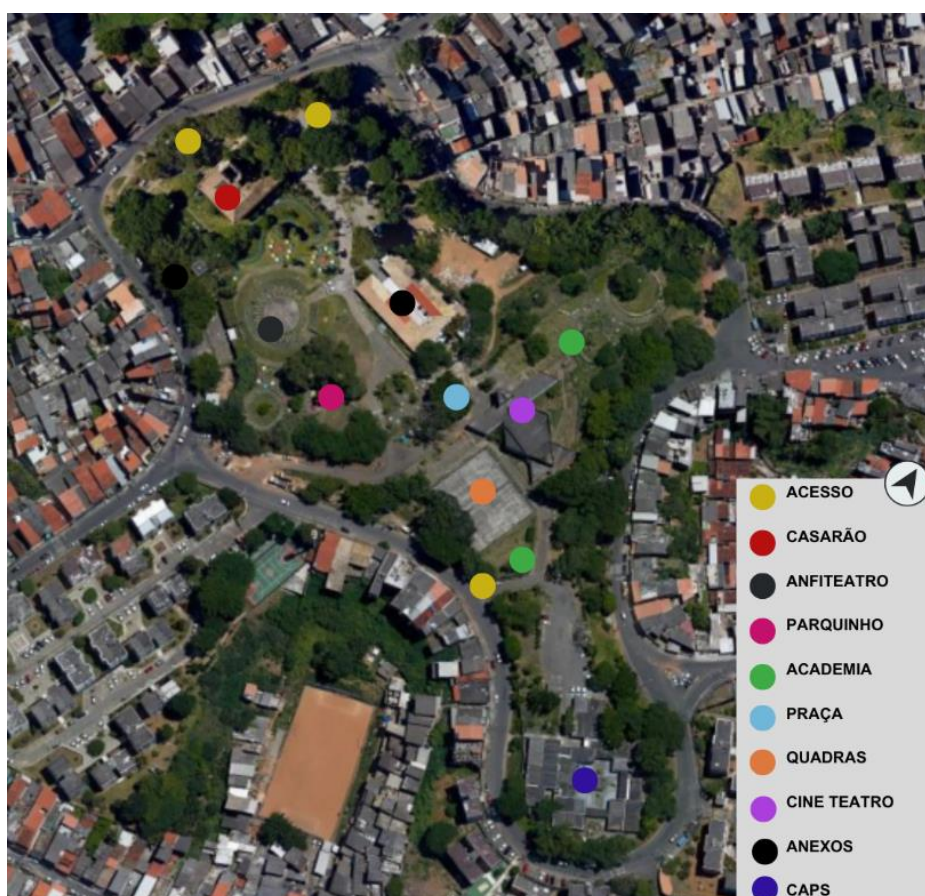 ACESSO
CASARÃO
ANFITEATRO
PARQUINHO
ACADEMIA
PRAÇA
QUADRAS
CINE TEATRO
ANEXOS
CAPS